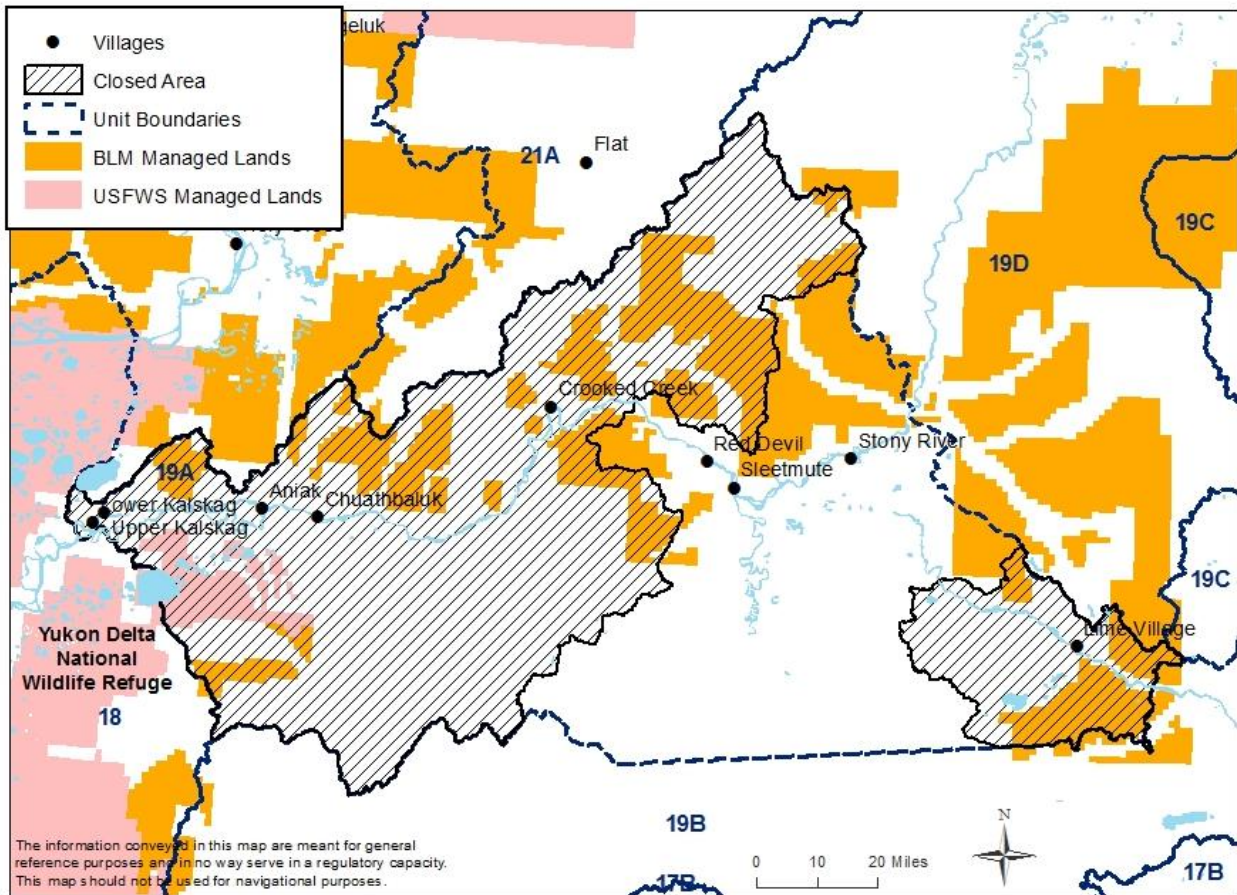 Villages
Closed Area
Unit Boundaries
BLM Managed Lands
USFWS Managed Lands
geluk
21A
Flat
19C
19D
Crooked Creek
Red Devil
Stony River
Sleetmute
19A
Aniak
ower Kalskag
Chuathbaluk
Upper Kalskag
19C
Lime Village
Yukon Delta
National
Wildlife Refuge
18
19B
The information conveyed in this map are meant for general
reference purposes and in no way serve in a regulatory capacity.
This map should not be used for navigational purposes.
N
0 10 20 Miles
17B
17B